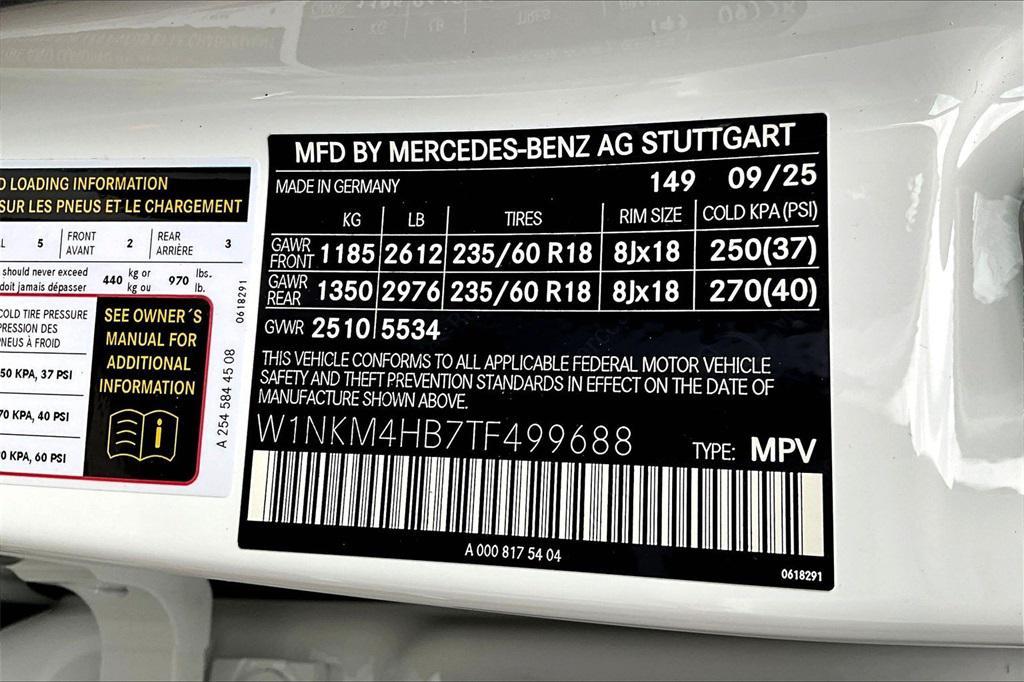 D LOADING INFORMATION
SUR LES PNEUS ET LE CHARGEMENT
L 5 FRONT AVANT 2 REAR ARRIÈRE 3
should never exceed
doit jamais dépasser
440 kg or kg ou 970 lbs. lb.
COLD TIRE PRESSURE
PRESSION DES
PNEUS À FROID
50 KPA, 37 PSI
70 KPA, 40 PSI
0 KPA, 60 PSI
SEE OWNER´S
MANUAL FOR
ADDITIONAL
INFORMATION
i
0618291
A 254 584 45 08
MFD BY MERCEDES-BENZ AG STUTTGART
MADE IN GERMANY 149 09/25
KG LB TIRES RIM SIZE COLD KPA(PSI)
GAWR FRONT 1185 2612 235/60 R18 8Jx18 250(37)
GAWR REAR 1350 2976 235/60 R18 8Jx18 270(40)
GVWR 2510 5534
THIS VEHICLE CONFORMS TO ALL APPLICABLE FEDERAL MOTOR VEHICLE
SAFETY AND THEFT PREVENTION STANDARDS IN EFFECT ON THE DATE OF
MANUFACTURE SHOWN ABOVE.
W1NKM4HB7TF499688 TYPE: MPV
A 000 817 54 04
0618291